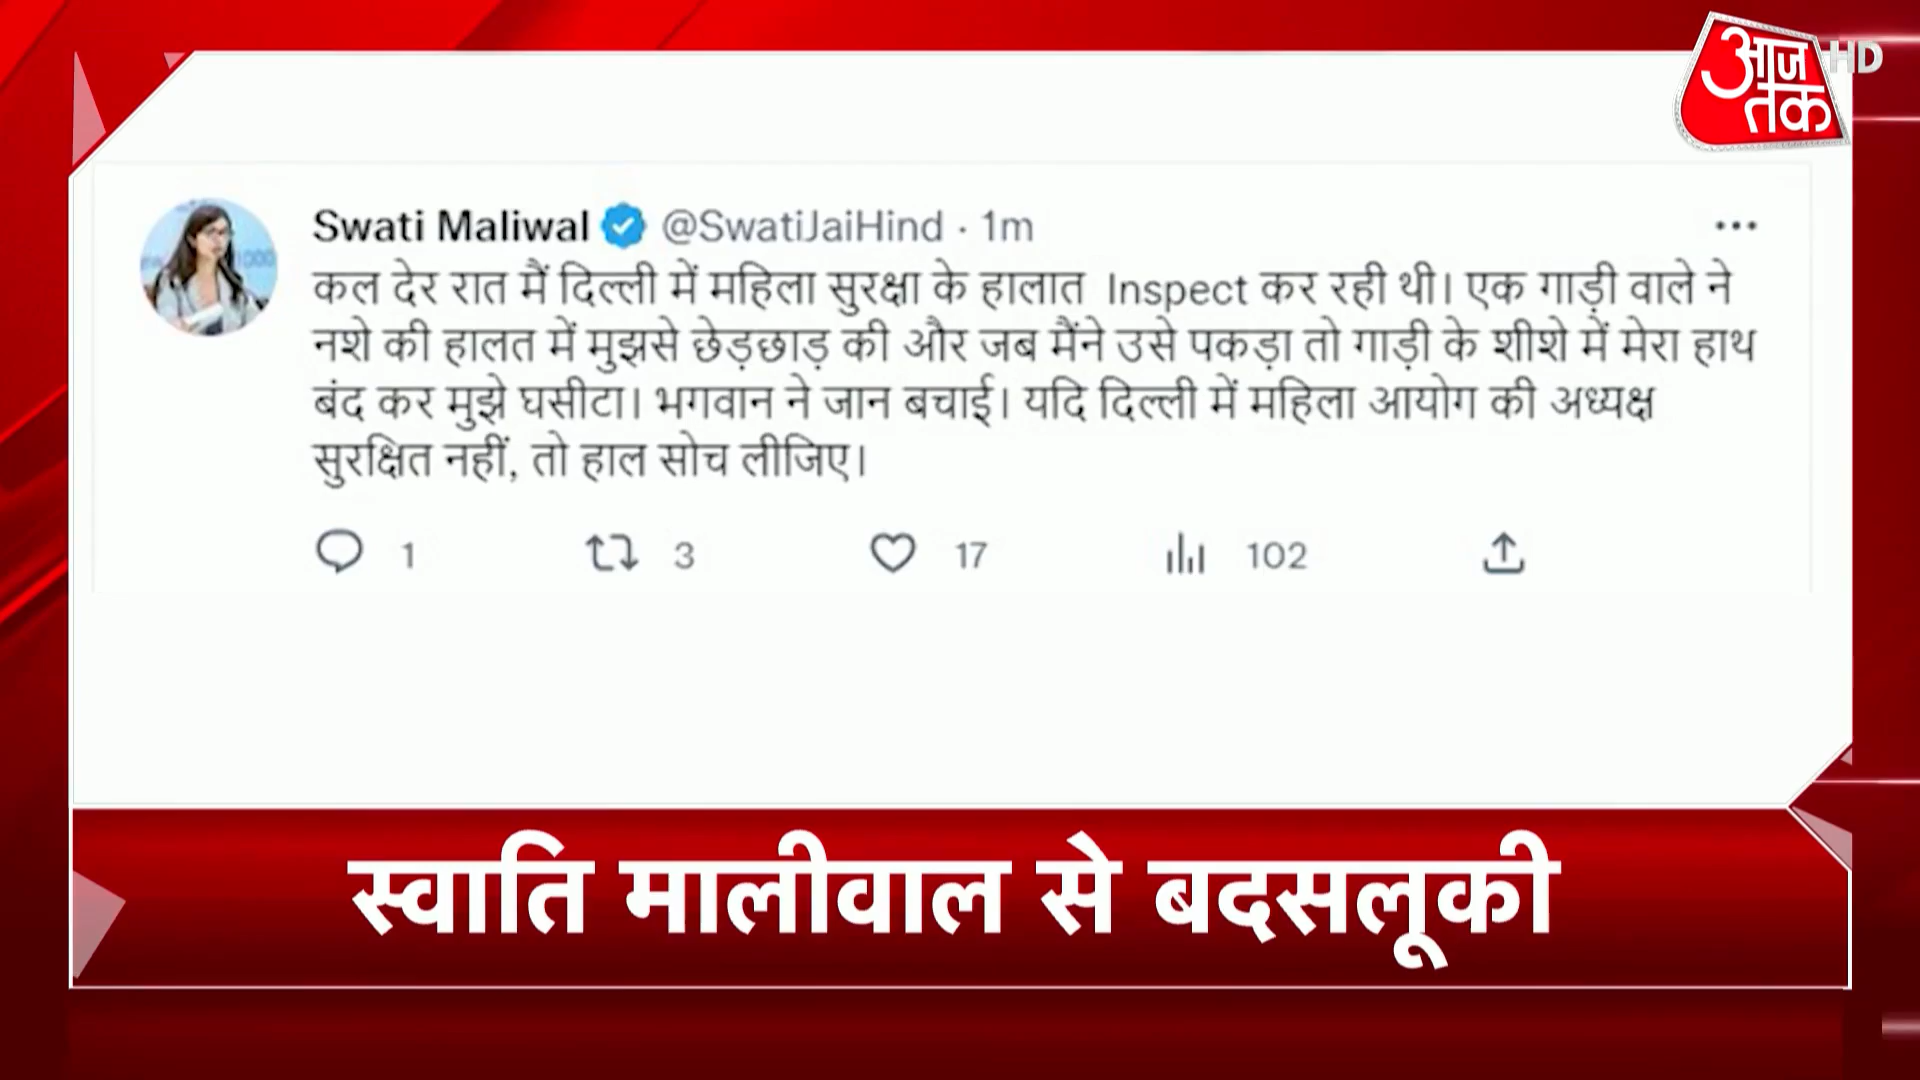 आज
तक
HD
Swati Maliwal @SwatiJaiHind · 1m
कल देर रात मैं दिल्ली में महिला सुरक्षा के हालात Inspect कर रही थी। एक गाड़ी वाले ने
नशे की हालत में मुझसे छेड़छाड़ की और जब मैंने उसे पकड़ा तो गाड़ी के शीशे में मेरा हाथ
बंद कर मुझे घसीटा। भगवान ने जान बचाई। यदि दिल्ली में महिला आयोग की अध्यक्ष
सुरक्षित नहीं, तो हाल सोच लीजिए।
1 3 17 102
स्वाति मालीवाल से बदसलूकी